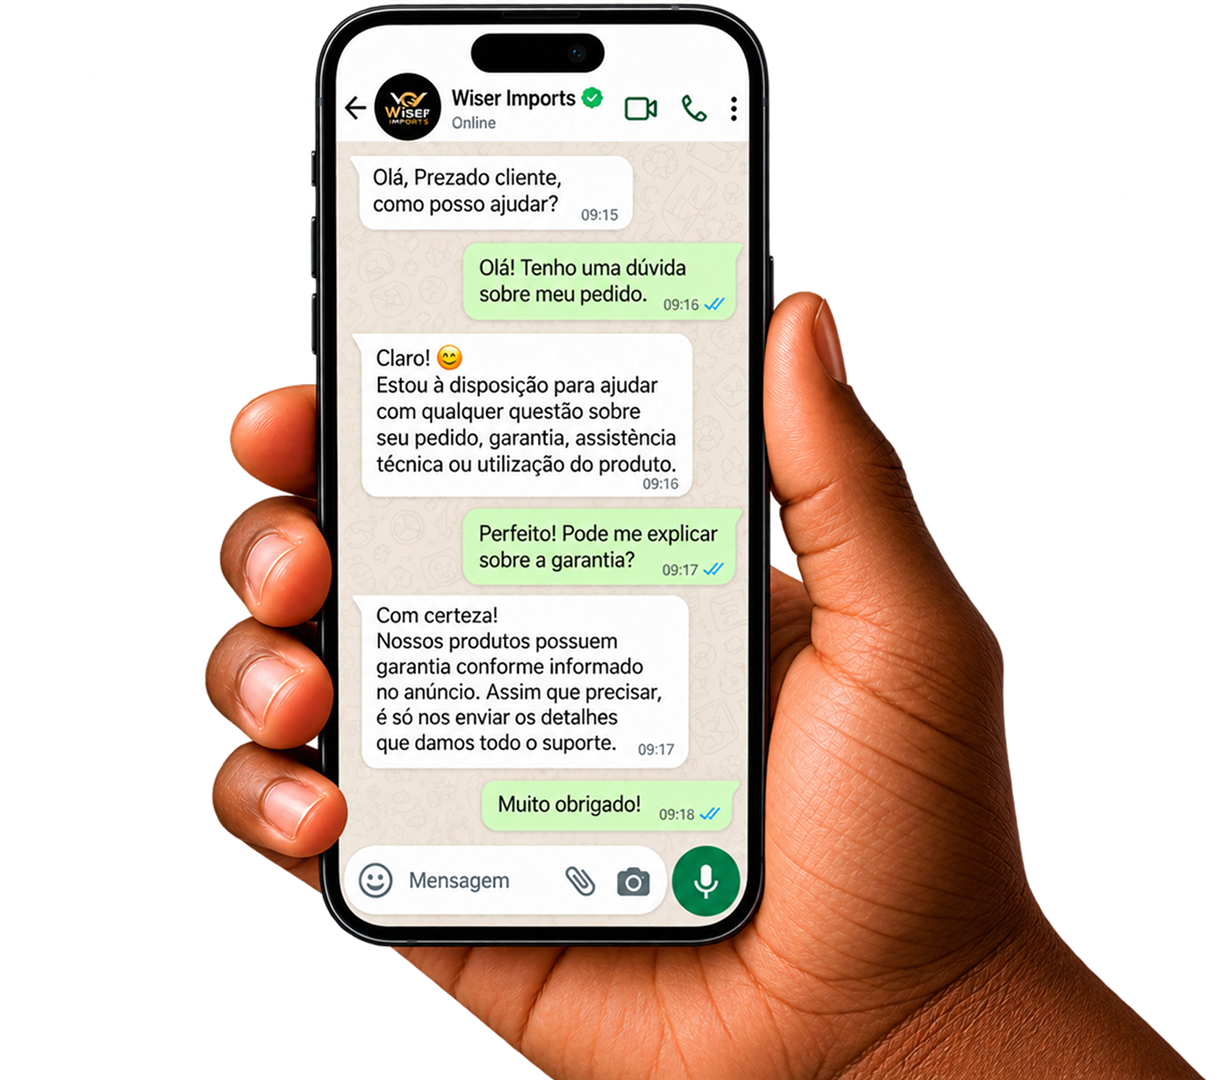 Wiser Imports
Online
WiSER
IMPORTS
Olá, Prezado cliente,
como posso ajudar?
09:15
Olá! Tenho uma dúvida
sobre meu pedido.
09:16
Claro! 😊
Estou à disposição para ajudar
com qualquer questão sobre
seu pedido, garantia, assistència
técnica ou utilização do produto.
09:16
Perfeito! Pode me explicar
sobre a garantia?
09:17
Com certeza!
Nossos produtos possuem
garantia conforme informado
no anúncio. Assim que precisar,
é só nos enviar os detalhes
que damos todo o suporte.
09:17
Muito obrigado!
09:18
Mensagem